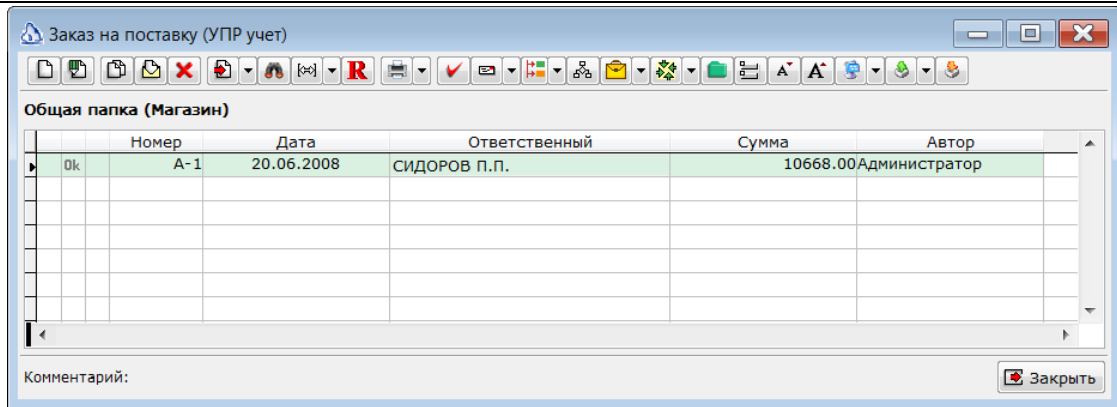 Заказ на поставку (УПР учет)
R A A
Общая папка (Магазин)
Номер Дата Ответственный Сумма Автор
Ok А-1 20.06.2008 СИДОРОВ П.П. 10668.00 Администратор
Комментарий: Закрыть